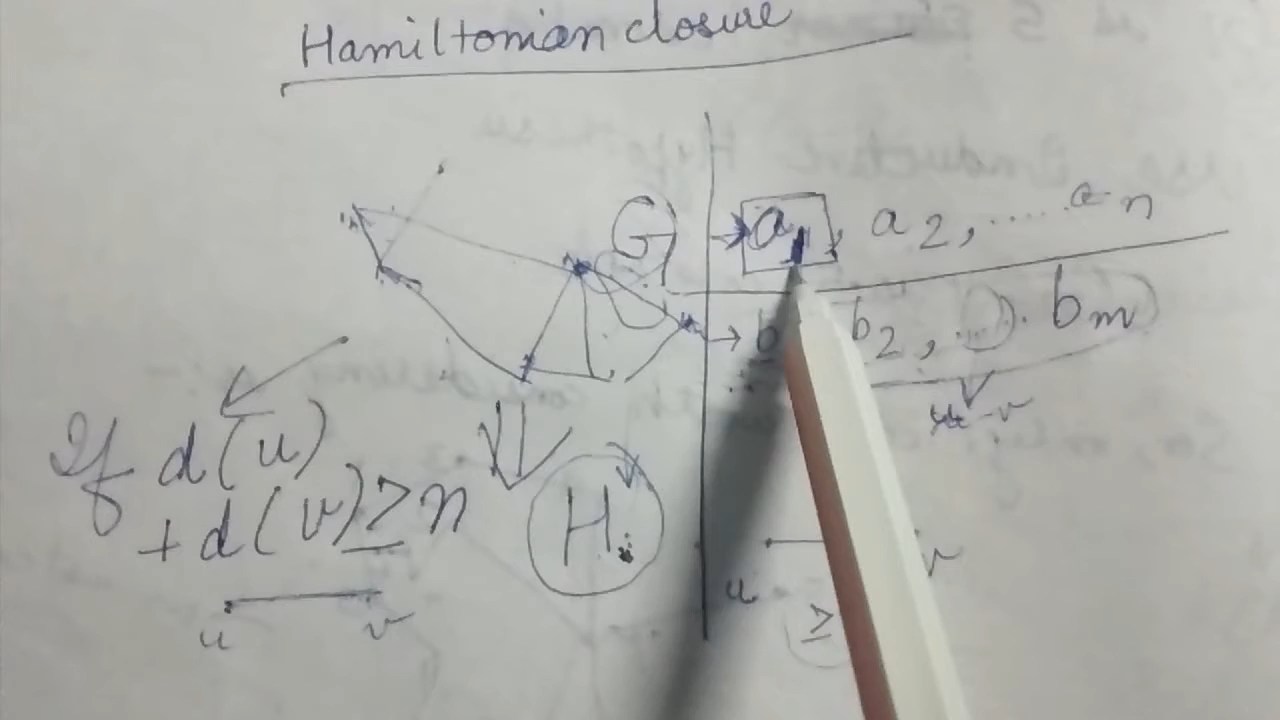 Hamiltonian closure
G
a1, a2, ..... an
b b2, ...). bm
u-v
If d(u)
+ d(v) ≥ n
H
u v
u v
≥